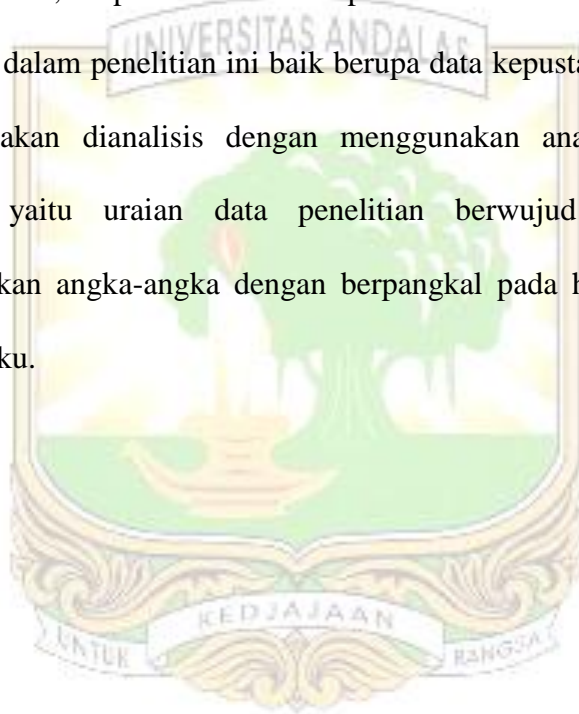 UNIVERSITAS ANDALAS
dalam penelitian ini baik berupa data kepusta
akan dianalisis dengan menggunakan ana
yaitu uraian data penelitian berwujud
kan angka-angka dengan berpangkal pada h
ku.
KEDJAJAAN
UNTUK
BANGSA